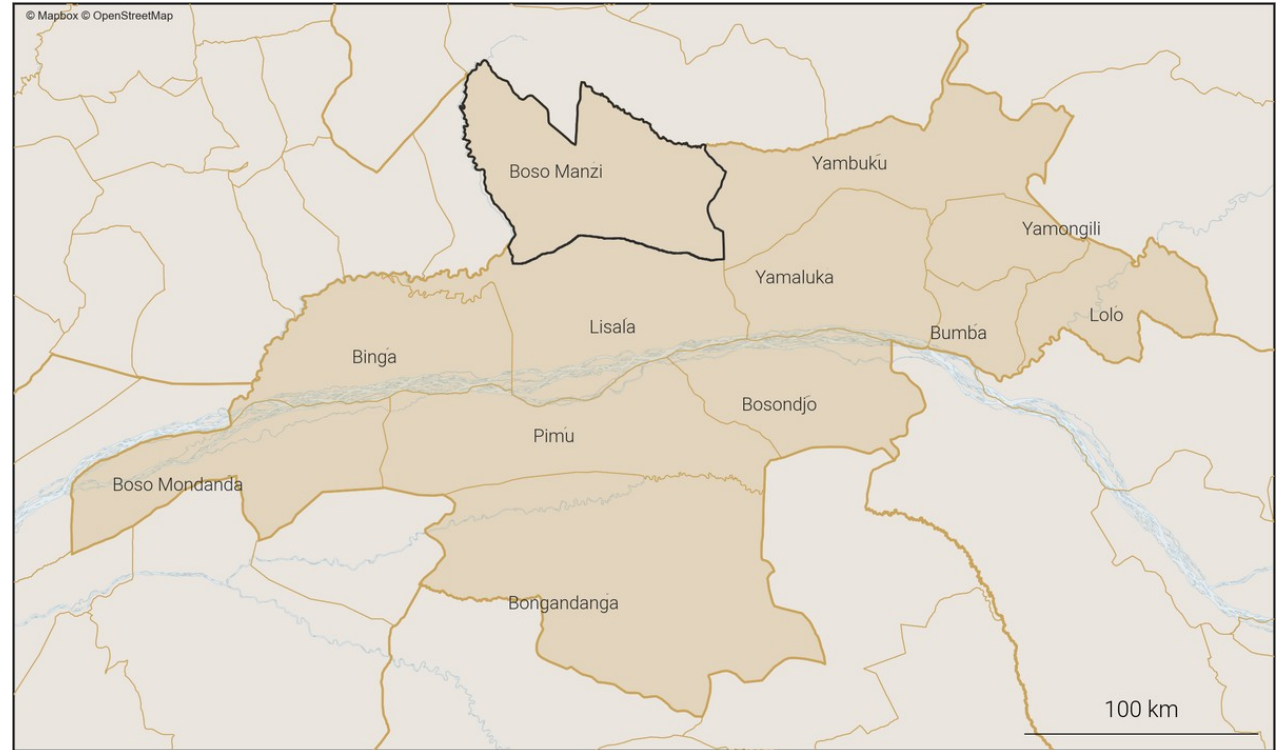 © Mapbox © OpenStreetMap
Boso Manzi
Yambuku
Yamongili
Yamaluka
Lolo
Lisala
Bumba
Binga
Bosondjo
Pimu
Boso Mondanda
Bongandanga
100 km